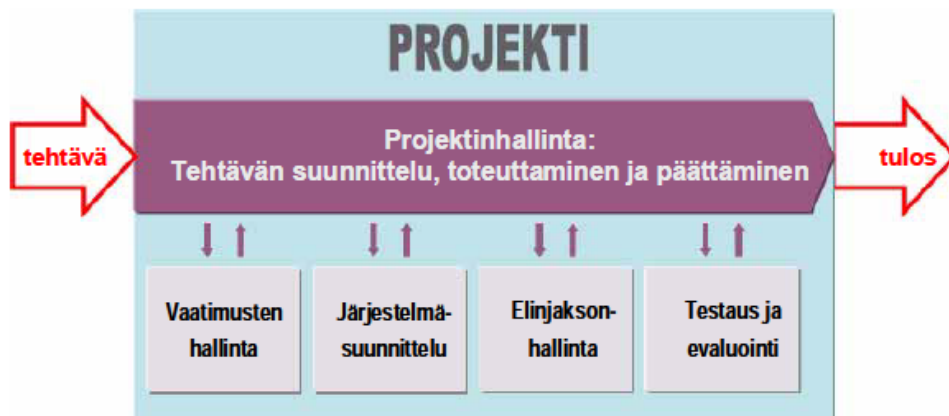 PROJEKTI
tehtävä
Projektinhallinta:
Tehtävän suunnittelu, toteuttaminen ja päättäminen
tulos
Vaatimusten
hallinta
Järjestelmä-
suunnittelu
Elinjakson-
hallinta
Testaus ja
evaluointi